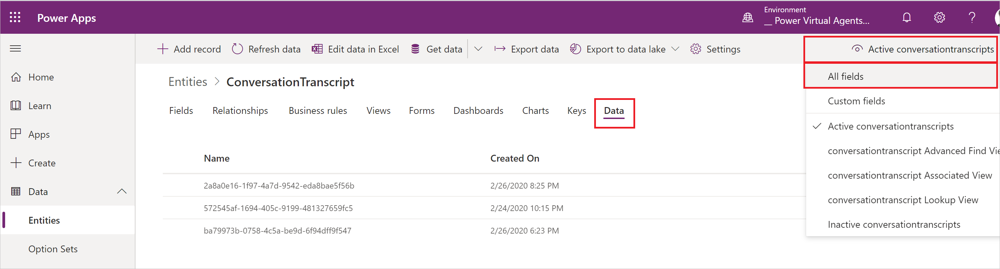 Power Apps
Environment
__ Power Virtual Agents...
Add record
Refresh data
Edit data in Excel
Get data
Export data
Export to data lake
Settings
Active conversationtranscripts
Home
Learn
Apps
Create
Data
Entities
Option Sets
Entities > ConversationTranscript
Fields
Relationships
Business rules
Views
Forms
Dashboards
Charts
Keys
Data
Name Created On
2a8a0e16-1f97-4a7d-9542-eda8bae5f56b 2/26/2020 8:25 PM
572545af-1694-405c-9199-481327659fc5 2/24/2020 10:15 PM
ba79973b-0758-4c5a-be9d-6f94dff9f547 2/26/2020 6:23 PM
All fields
Custom fields
Active conversationtranscripts
conversationtranscript Advanced Find Vie
conversationtranscript Associated View
conversationtranscript Lookup View
Inactive conversationtranscripts